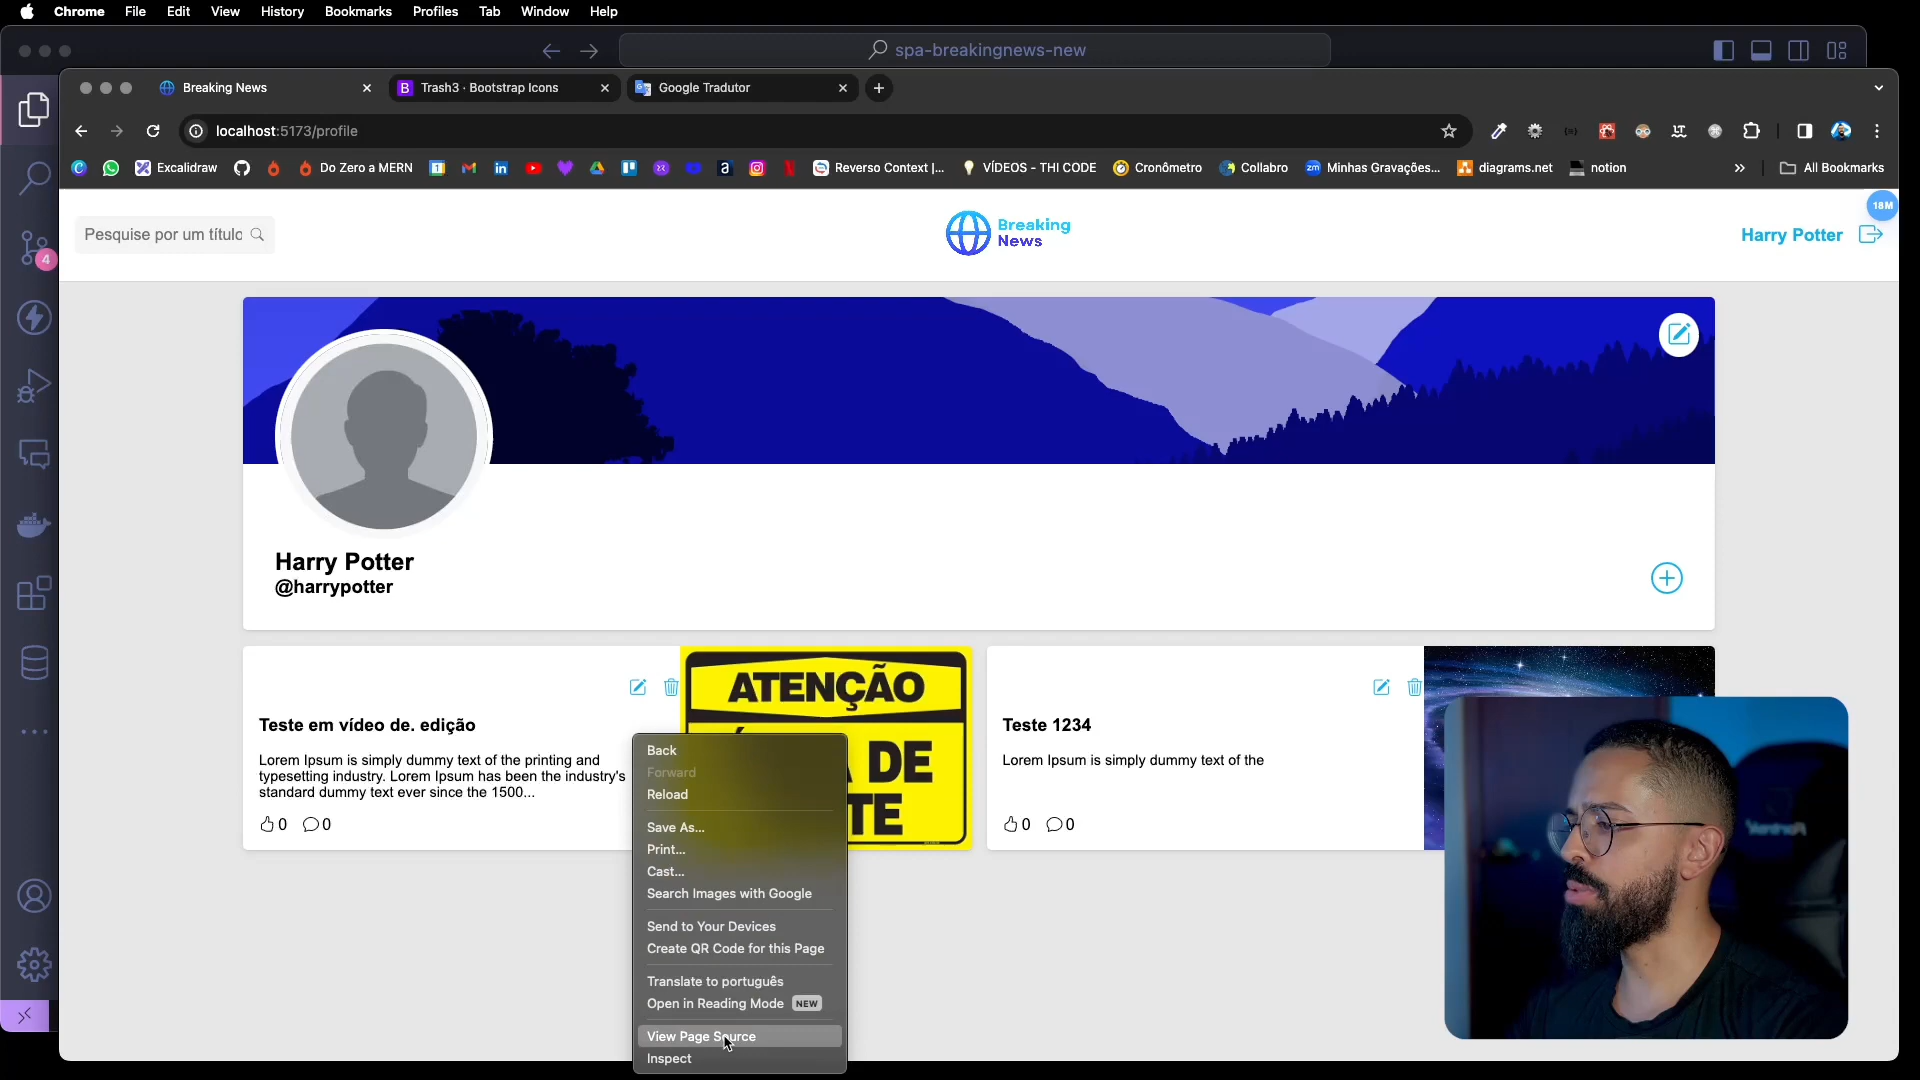 Chrome File Edit View History Bookmarks Profiles Tab Window Help
spa-breakingnews-new
Breaking News
Trash3 · Bootstrap Icons
Google Tradutor
localhost:5173/profile
Excalidraw
Do Zero a MERN
Reverso Context |...
VÍDEOS - THI CODE
Cronômetro
Collabro
Minhas Gravações...
diagrams.net
notion
All Bookmarks
18M
Pesquise por um título
Breaking
News
Harry Potter
4
Harry Potter
@harrypotter
Teste em vídeo de. edição
Lorem Ipsum is simply dummy text of the printing and
typesetting industry. Lorem Ipsum has been the industry's
standard dummy text ever since the 1500...
0 0
ATENÇÃO
DE
TE
Teste 1234
Lorem Ipsum is simply dummy text of the
0 0
Back
Forward
Reload
Save As...
Print...
Cast...
Search Images with Google
Send to Your Devices
Create QR Code for this Page
Translate to português
Open in Reading Mode NEW
View Page Source
Inspect